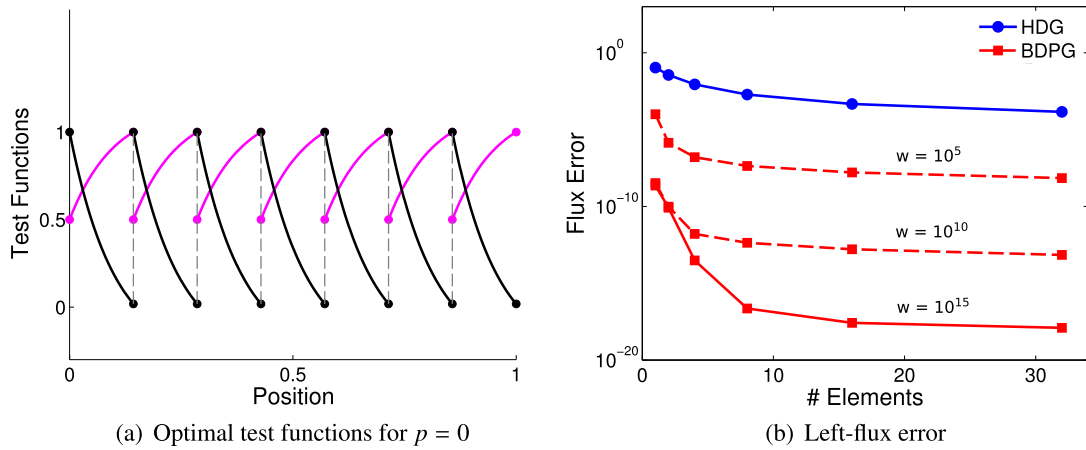 Test Functions
1
0.5
0
0
0.5
1
Position
(a) Optimal test functions for p = 0
Flux Error
10^0
10^-10
10^-20
HDG
BDPG
w = 10^5
w = 10^10
w = 10^15
0
10
20
30
# Elements
(b) Left-flux error